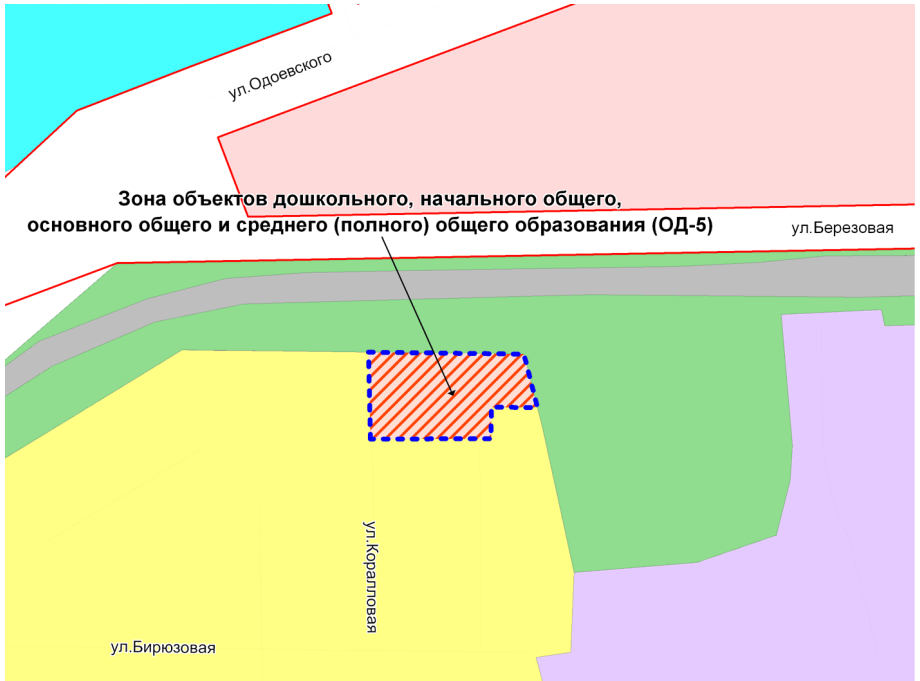 ул.Одоевского
Зона объектов дошкольного, начального общего,
основного общего и среднего (полного) общего образования (ОД-5)
ул.Березовая
ул.Коралловая
ул.Бирюзовая